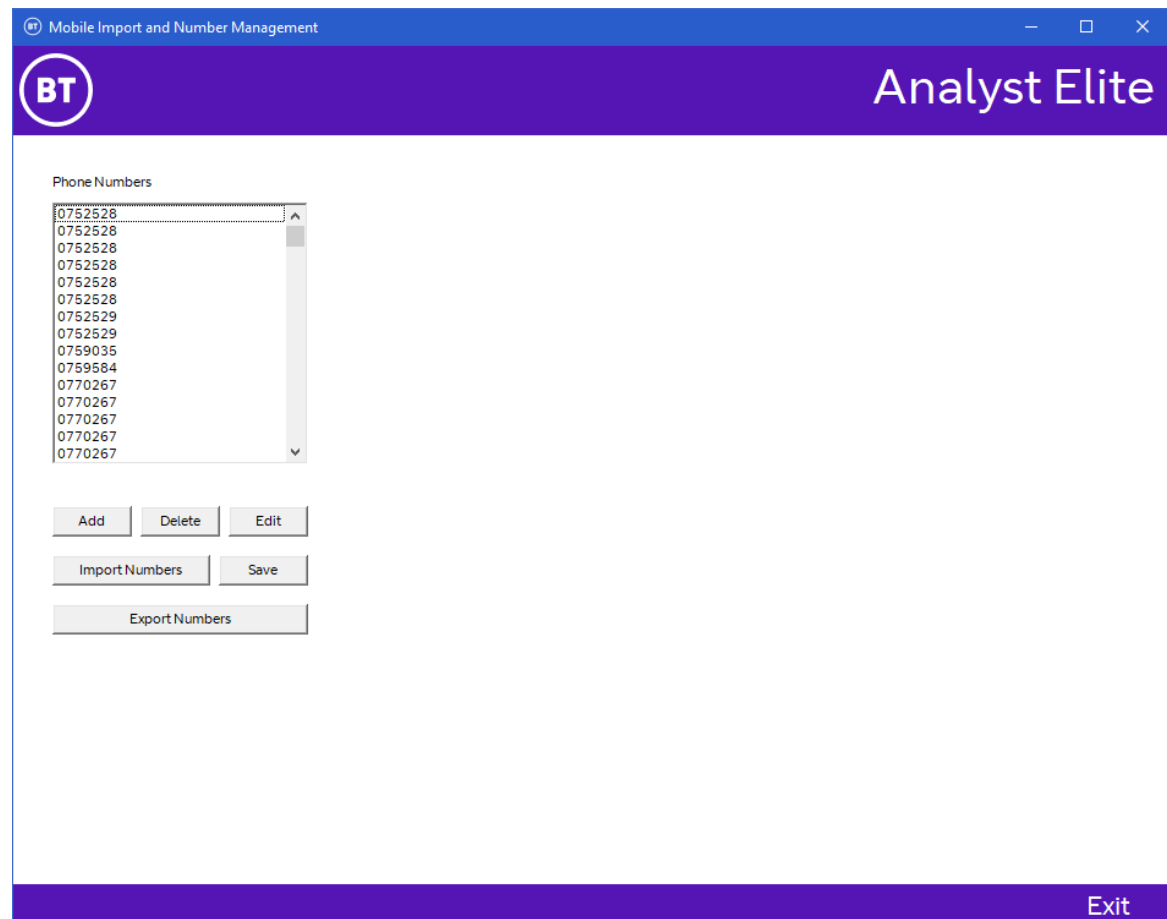 BT Mobile Import and Number Management
BT
Analyst Elite
Phone Numbers
0752528
0752528
0752528
0752528
0752528
0752528
0752529
0752529
0759035
0759584
0770267
0770267
0770267
0770267
0770267
Add Delete Edit
Import Numbers Save
Export Numbers
Exit